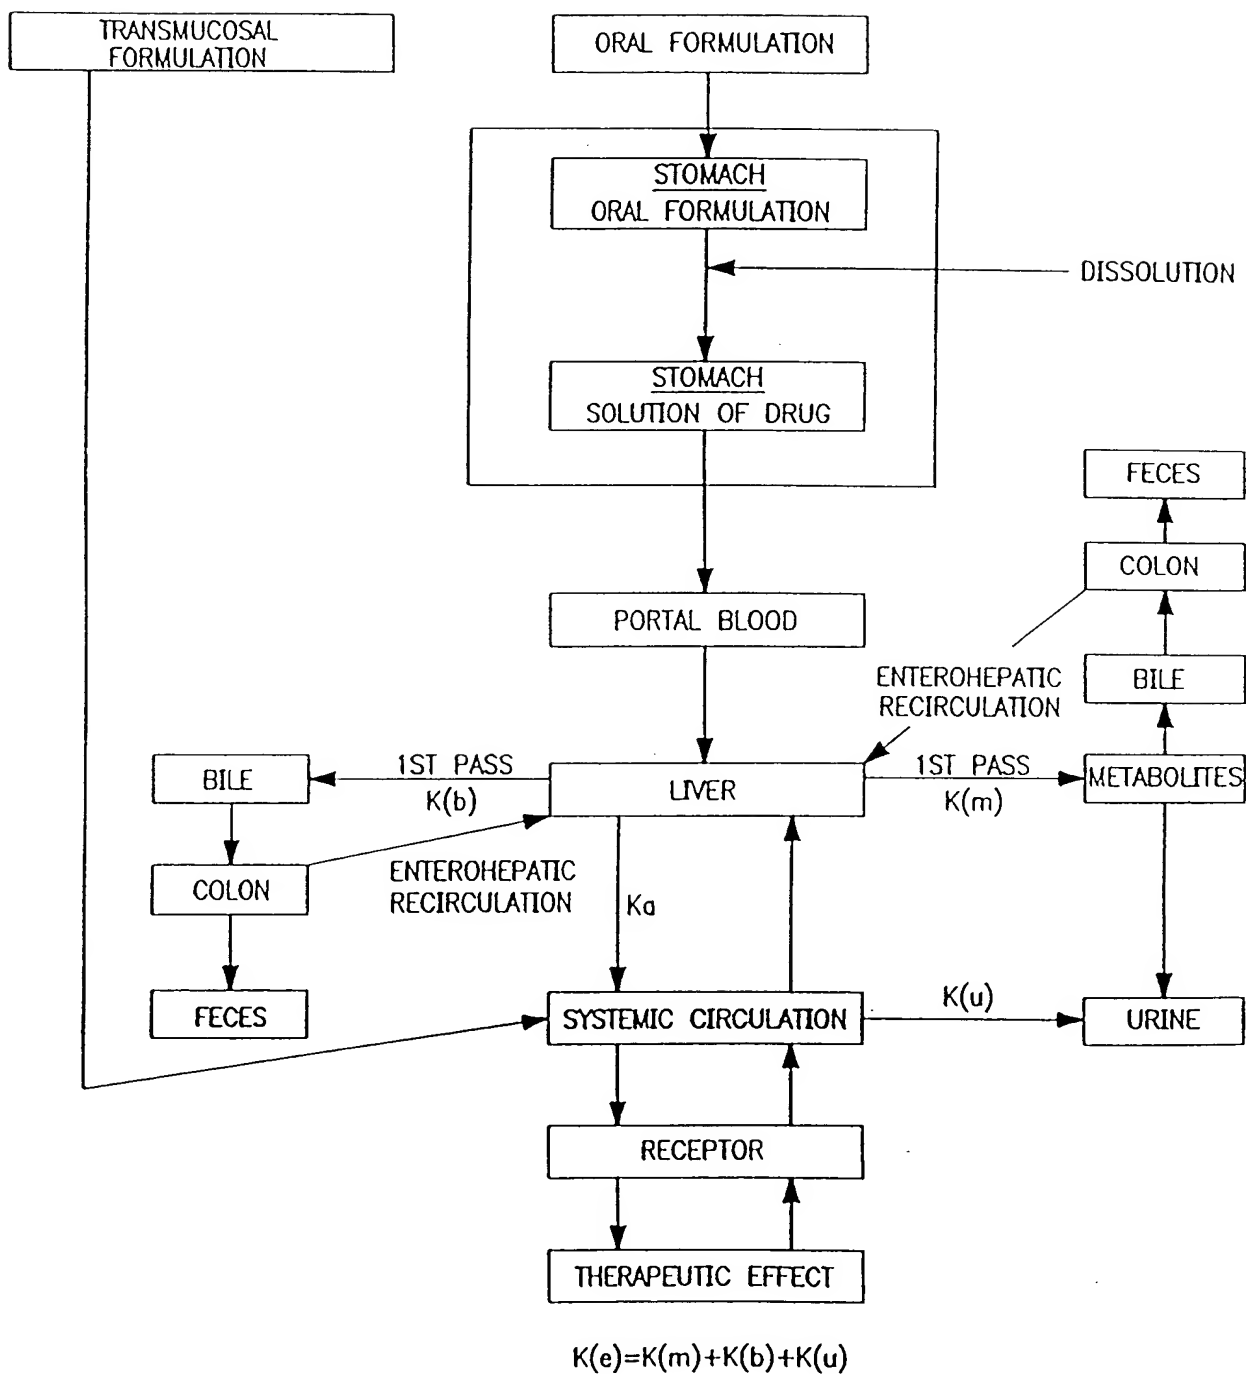 TRANSMUCOSAL
FORMULATION
ORAL FORMULATION
STOMACH
ORAL FORMULATION
DISSOLUTION
STOMACH
SOLUTION OF DRUG
FECES
COLON
PORTAL BLOOD
ENTEROHEPATIC
RECIRCULATION
BILE
BILE
1ST PASS
K(b)
LIVER
1ST PASS
K(m)
METABOLITES
COLON
ENTEROHEPATIC
RECIRCULATION
Ka
FECES
SYSTEMIC CIRCULATION
K(u)
URINE
RECEPTOR
THERAPEUTIC EFFECT
K(e)=K(m)+K(b)+K(u)